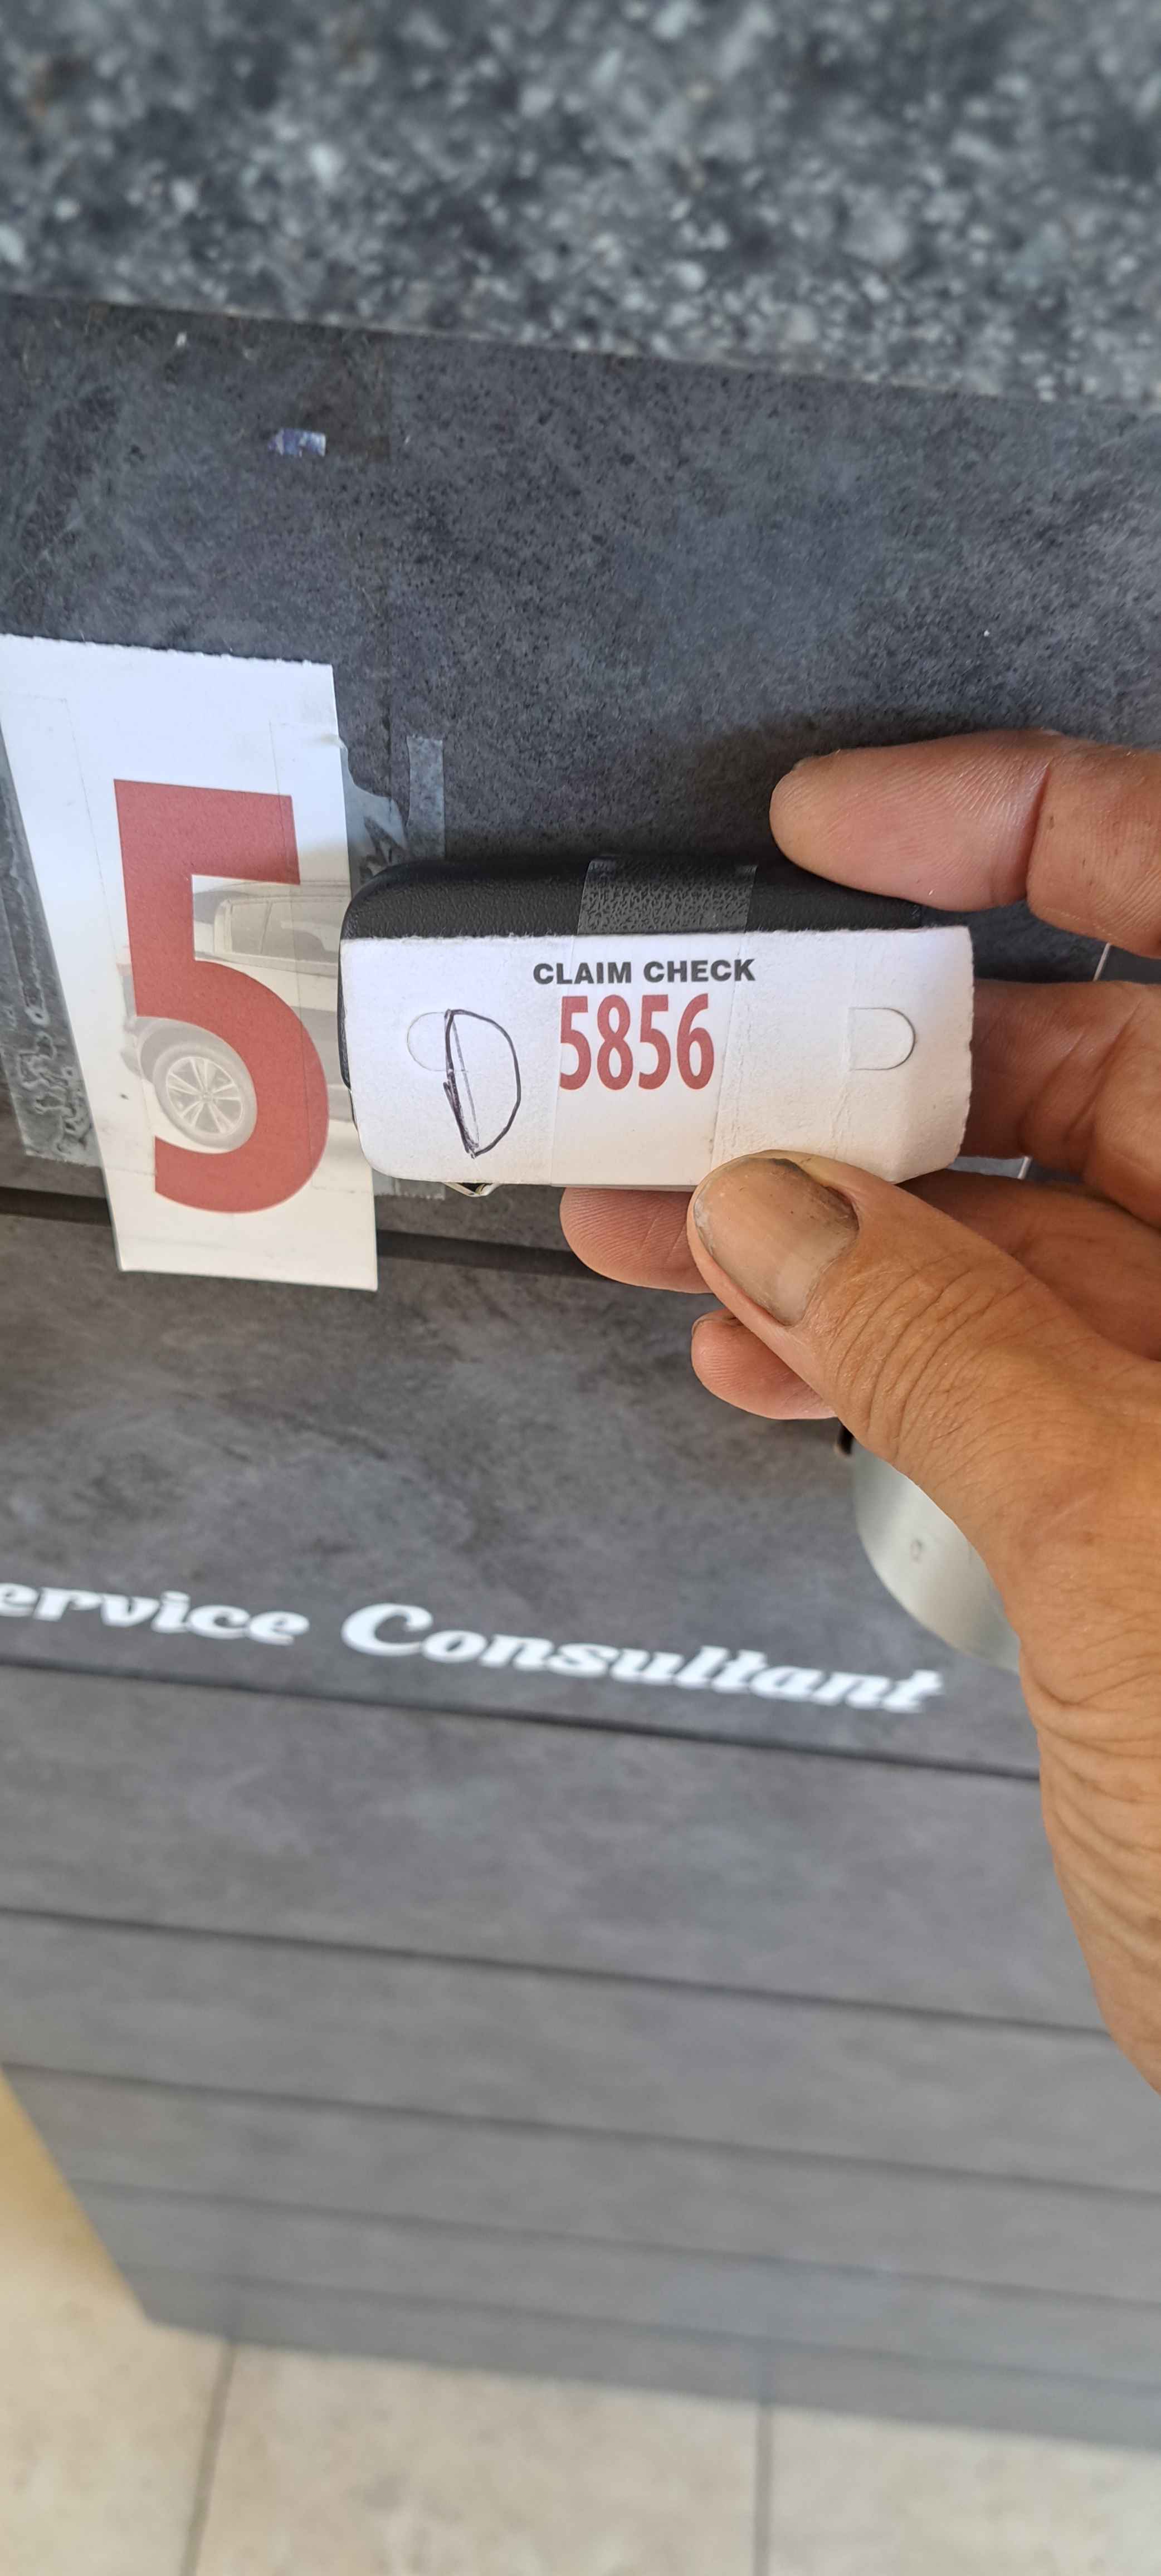 5
CLAIM CHECK
5856
D
ervice Consultant